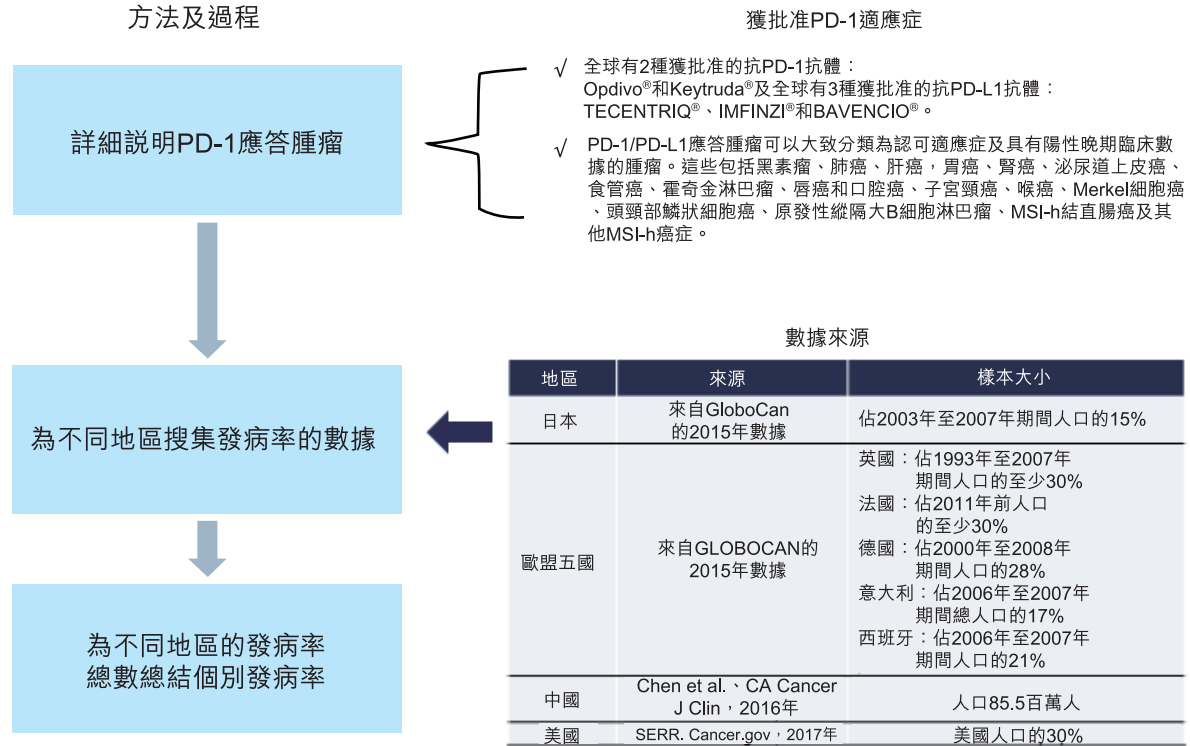 方法及過程
獲批准PD-1適應症
詳細説明PD-1應答腫瘤
√ 全球有2種獲批准的抗PD-1抗體：
Opdivo®和Keytruda®及全球有3種獲批准的抗PD-L1抗體：
TECENTRIQ®、IMFINZI®和BAVENCIO®。
√ PD-1/PD-L1應答腫瘤可以大致分類為認可適應症及具有陽性晚期臨床數
據的腫瘤。這些包括黑素瘤、肺癌、肝癌，胃癌、腎癌、泌尿道上皮癌、
食管癌、霍奇金淋巴瘤、唇癌和口腔癌、子宮頸癌、喉癌、Merkel細胞癌
、頭頸部鱗狀細胞癌、原發性縱隔大B細胞淋巴瘤、MSI-h結直腸癌及其
他MSI-h癌症。
為不同地區搜集發病率的數據
為不同地區的發病率
總數總結個別發病率
數據來源
地區 來源 樣本大小
日本 來自GloboCan
的2015年數據 佔2003年至2007年期間人口的15%
歐盟五國 來自GLOBOCAN的
2015年數據
英國：佔1993年至2007年
期間人口的至少30%
法國：佔2011年前人口
的至少30%
德國：佔2000年至2008年
期間人口的28%
意大利：佔2006年至2007年
期間總人口的17%
西班牙：佔2006年至2007年
期間人口的21%
中國 Chen et al.、CA Cancer
J Clin，2016年 人口85.5百萬人
美國 SERR. Cancer.gov，2017年 美國人口的30%